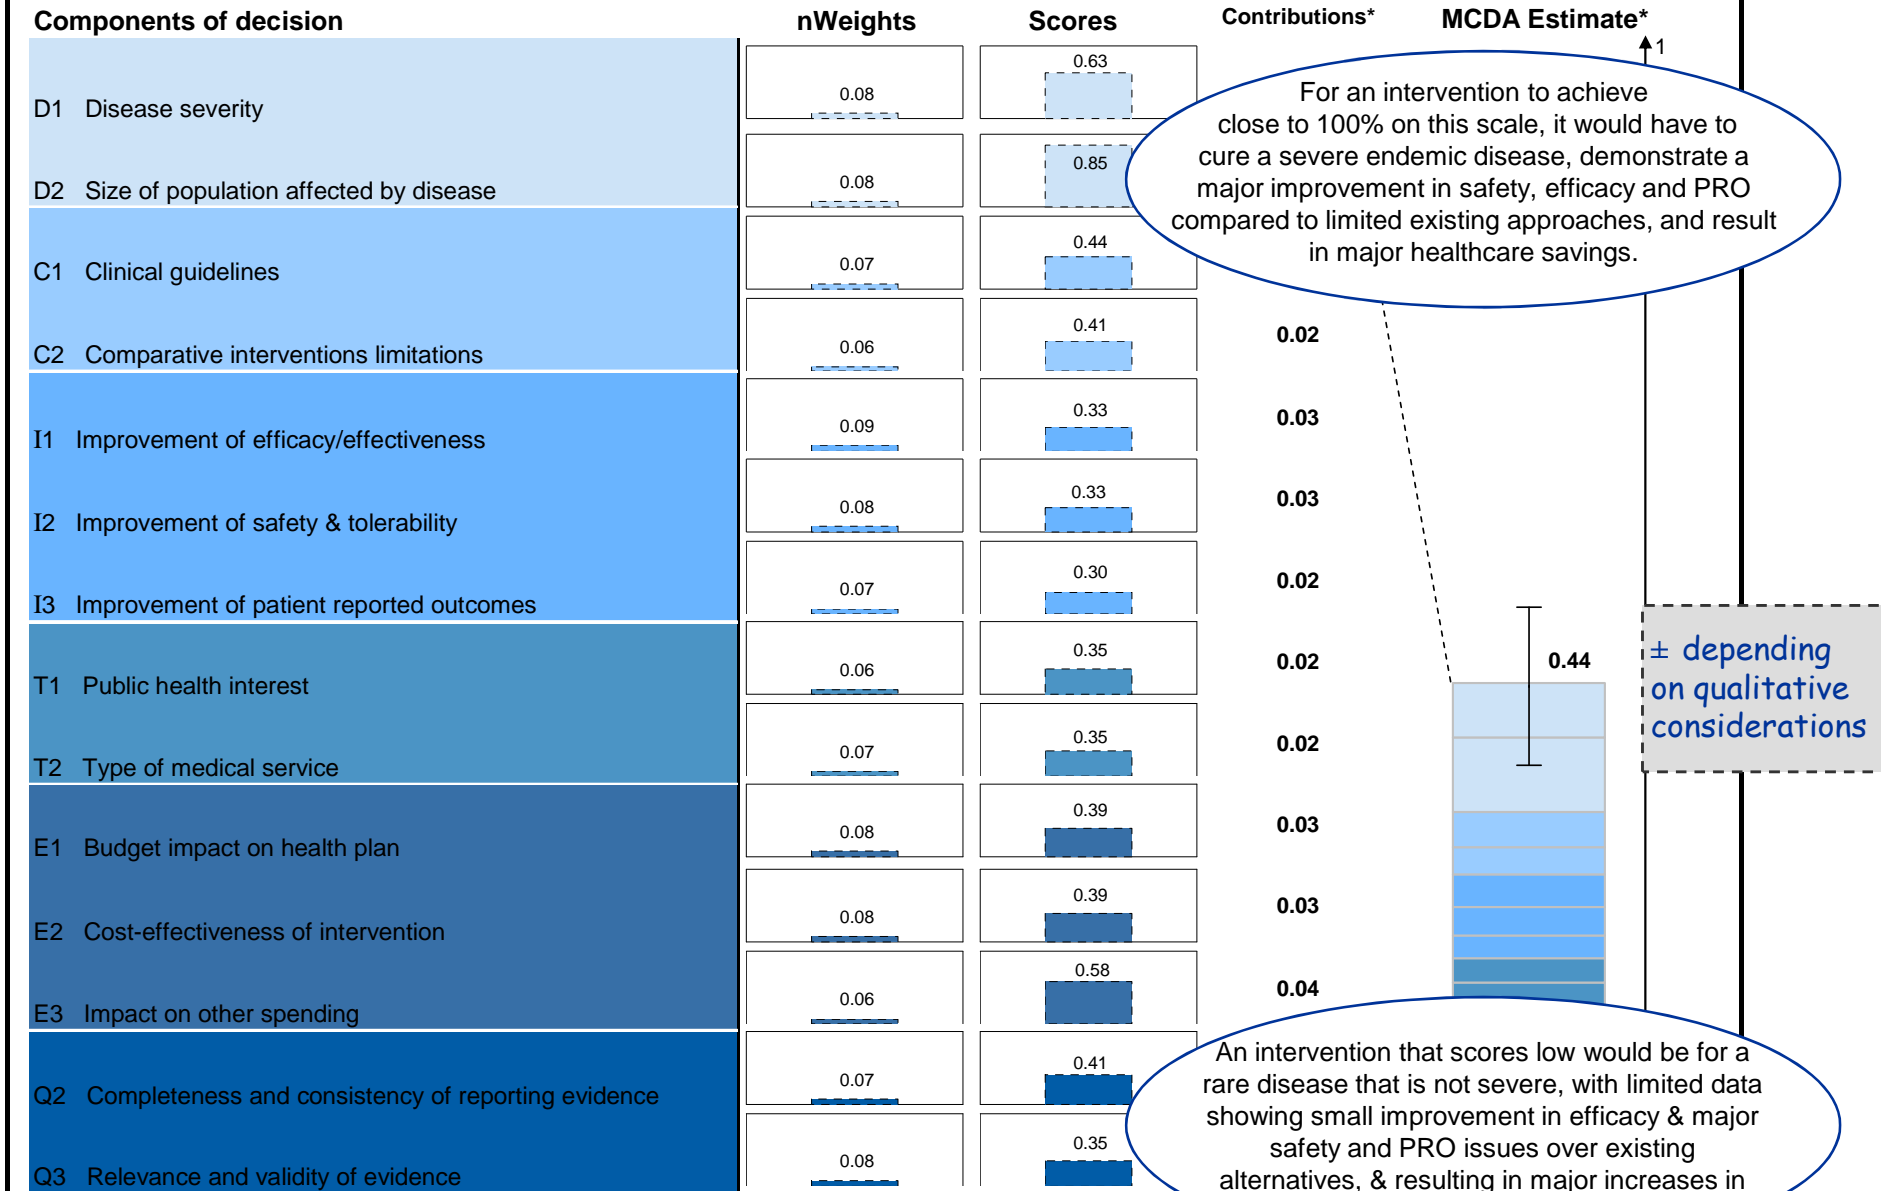 Components of decision nWeights Scores Contributions* MCDA Estimate*
1
D1 Disease severity 0.08 0.63
D2 Size of population affected by disease 0.08 0.85
For an intervention to achieve
close to 100% on this scale, it would have to
cure a severe endemic disease, demonstrate a
major improvement in safety, efficacy and PRO
compared to limited existing approaches, and result
in major healthcare savings.
C1 Clinical guidelines 0.07 0.44
C2 Comparative interventions limitations 0.06 0.41 0.02
I1 Improvement of efficacy/effectiveness 0.09 0.33 0.03
I2 Improvement of safety & tolerability 0.08 0.33 0.03
I3 Improvement of patient reported outcomes 0.07 0.30 0.02
T1 Public health interest 0.06 0.35 0.02
0.44
± depending
on qualitative
considerations
T2 Type of medical service 0.07 0.35 0.02
E1 Budget impact on health plan 0.08 0.39 0.03
E2 Cost-effectiveness of intervention 0.08 0.39 0.03
E3 Impact on other spending 0.06 0.58 0.04
Q2 Completeness and consistency of reporting evidence 0.07 0.41
Q3 Relevance and validity of evidence 0.08 0.35
An intervention that scores low would be for a
rare disease that is not severe, with limited data
showing small improvement in efficacy & major
safety and PRO issues over existing
alternatives, & resulting in major increases in